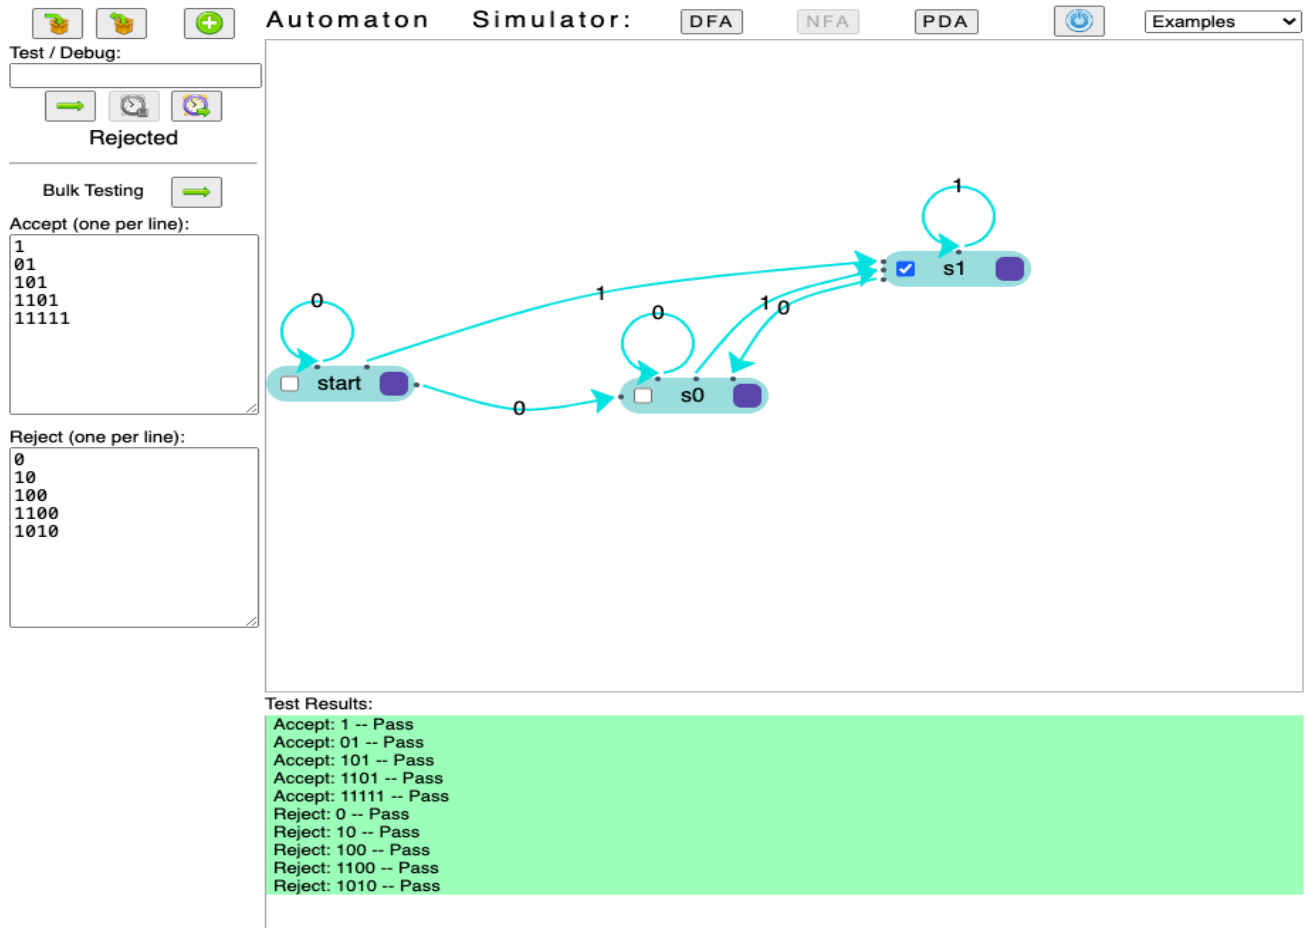 Automaton Simulator: DFA NFA PDA Examples
Test / Debug:
Rejected
Bulk Testing
Accept (one per line):
1
01
101
1101
11111
Reject (one per line):
0
10
100
1100
1010
1
s1
1
1 0
0
0
start
s0
0
Test Results:
Accept: 1 -- Pass
Accept: 01 -- Pass
Accept: 101 -- Pass
Accept: 1101 -- Pass
Accept: 11111 -- Pass
Reject: 0 -- Pass
Reject: 10 -- Pass
Reject: 100 -- Pass
Reject: 1100 -- Pass
Reject: 1010 -- Pass